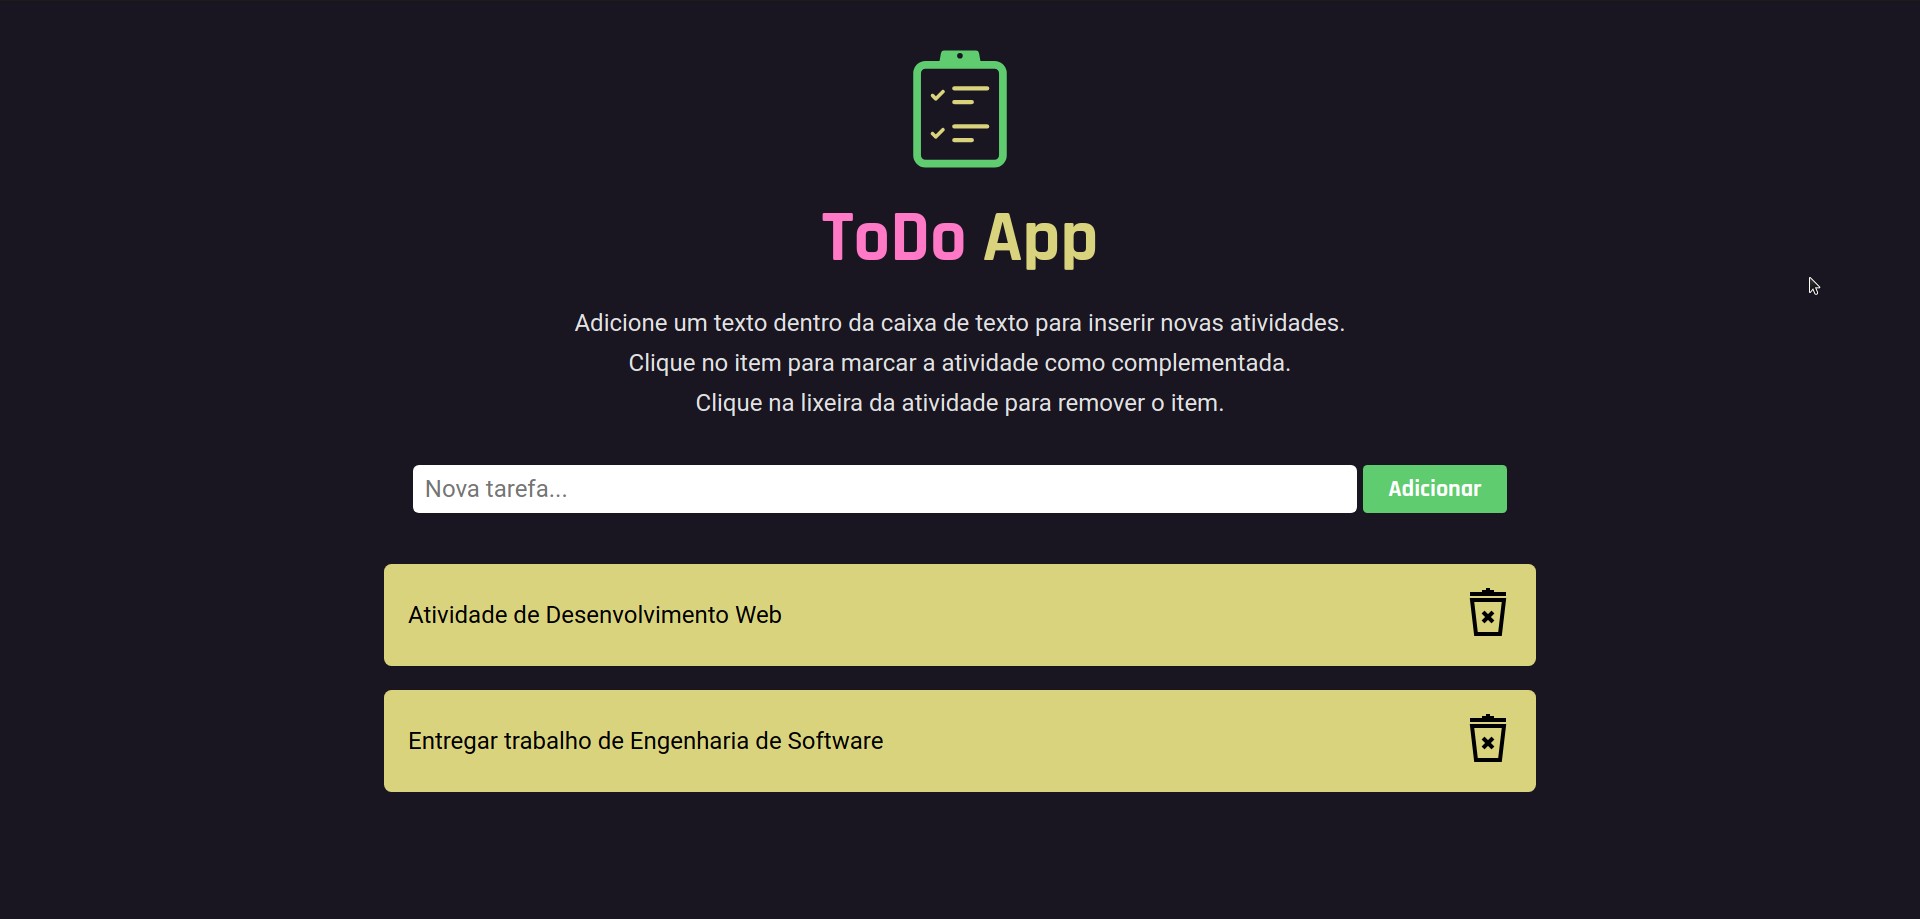 ToDo App
Adicione um texto dentro da caixa de texto para inserir novas atividades.
Clique no item para marcar a atividade como complementada.
Clique na lixeira da atividade para remover o item.
Nova tarefa...
Adicionar
Atividade de Desenvolvimento Web
Entregar trabalho de Engenharia de Software